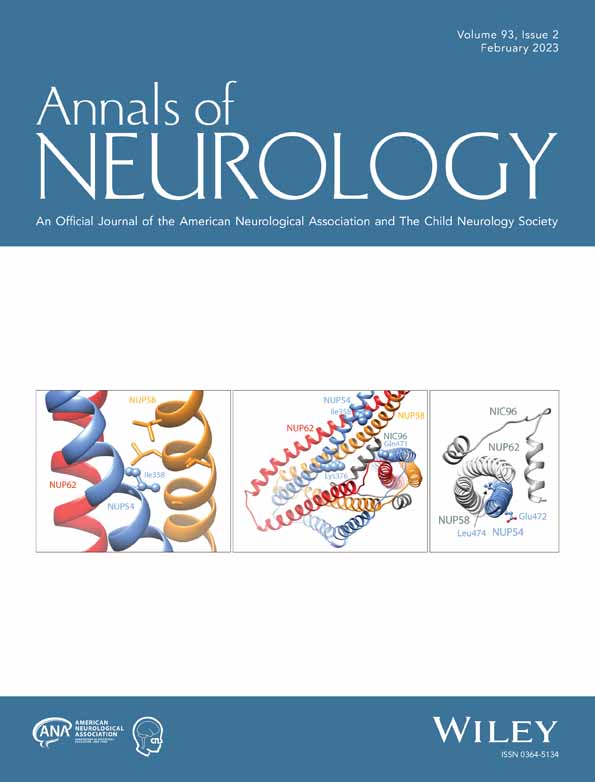 Volume 93, Issue 2
February 2023
Annals of
NEUROLOGY
An Official Journal of the American Neurological Association and The Child Neurology Society
NUP58
NUP62
Ile358
NUP54
NUP54
Ile358
NUP58
NUP62
NIC96
Gln471
Lys376
NIC96
NUP62
NUP58
Glu472
Leu474
NUP54
ANA
AMERICAN
NEUROLOGICAL
ASSOCIATION
WILEY
ISSN 0364-5134